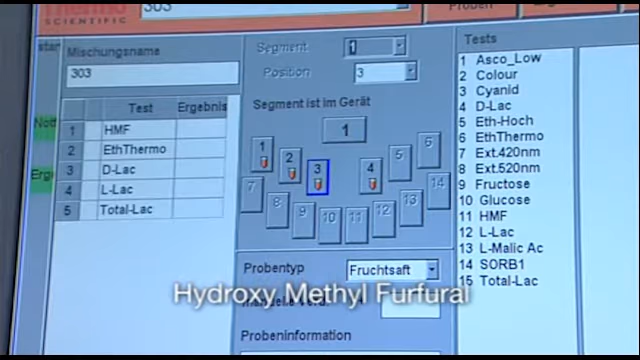 Thermo
SCIENTIFIC
303
Proben
star
Mischungsname
303
Test Ergebnis
1 HMF
2 EthThermo
3 D-Lac
4 L-Lac
5 Total-Lac
Nott
Erg
Segment 1
Position 3
Segment ist im Gerät
1
1 2 3 4 5 6
7 8 9 10 11 12 13 14
Probentyp Fruchtsaft
Hydroxy Methyl Furfural
Probeninformation
Tests
1 Asco_Low
2 Colour
3 Cyanid
4 D-Lac
5 Eth-Hoch
6 EthThermo
7 Ext.420nm
8 Ext.520nm
9 Fructose
10 Glucose
11 HMF
12 L-Lac
13 L-Malic Ac
14 SORB1
15 Total-Lac